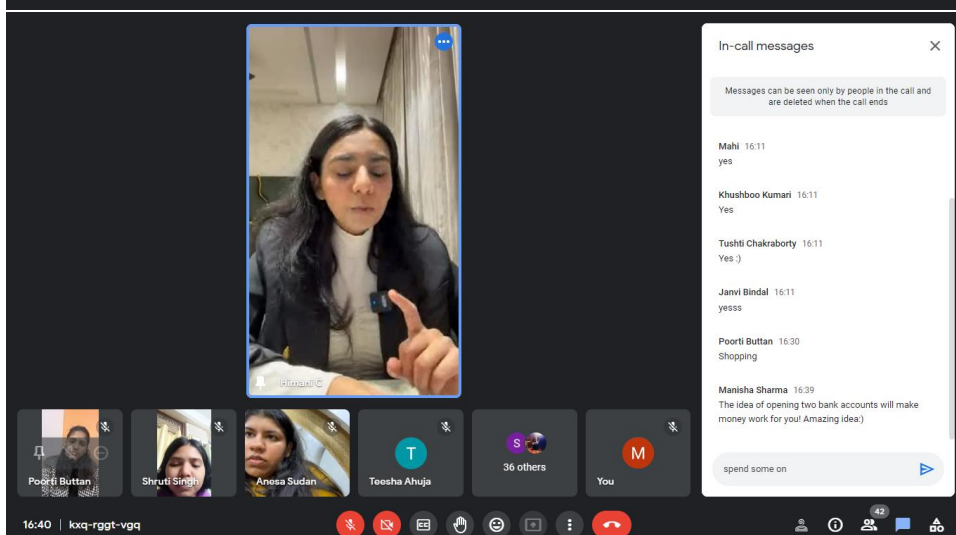 In-call messages
Messages can be seen only by people in the call and
are deleted when the call ends
Mahi 16:11
yes
Khushboo Kumari 16:11
Yes
Tushti Chakraborty 16:11
Yes :)
Janvi Bindal 16:11
yesss
Poorti Buttan 16:30
Shopping
Manisha Sharma 16:39
The idea of opening two bank accounts will make
money work for you! Amazing idea:)
spend some on
Himani C
Poorti Buttan
Shruti Singh
Anesa Sudan
T
Teesha Ahuja
S
36 others
M
You
16:40 | kxq-rggt-vgq
CC
42